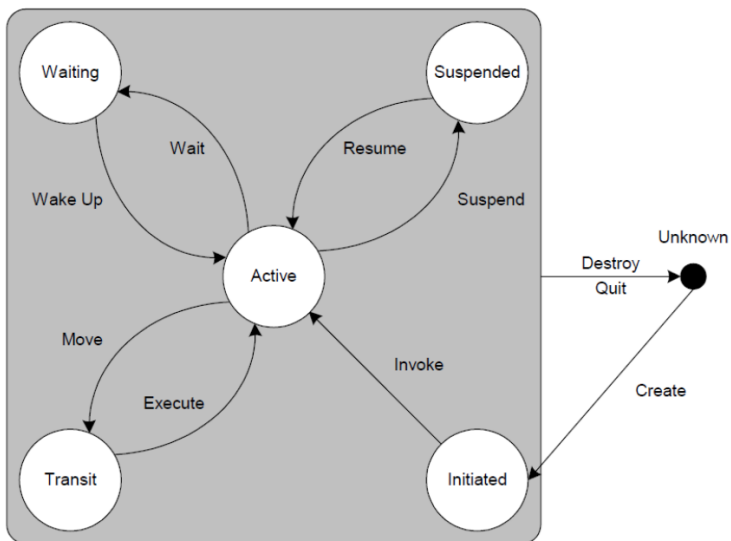 Waiting
Suspended
Wait
Resume
Wake Up
Suspend
Unknown
Destroy
Active
Quit
Move
Invoke
Create
Execute
Transit
Initiated